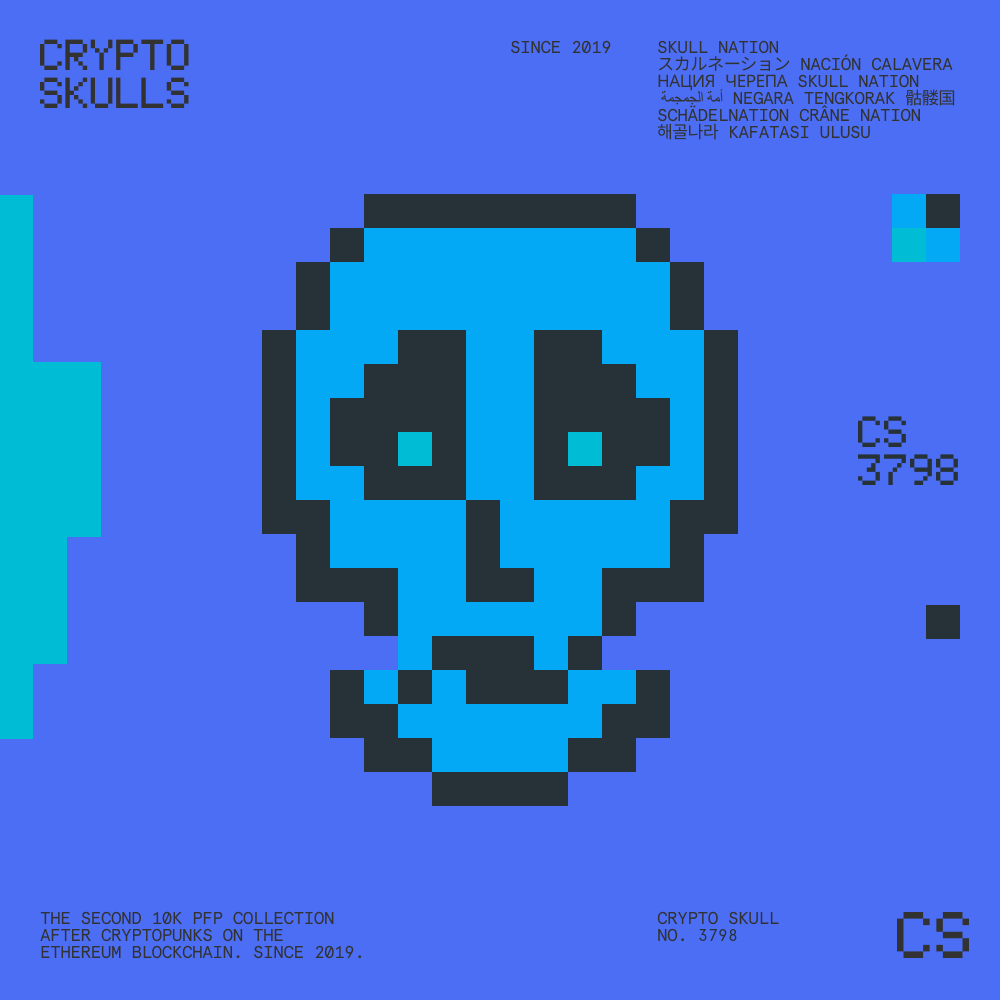 CRYPTO
SKULLS
SINCE 2019
SKULL NATION
スカルネーション NACIÓN CALAVERA
НАЦИЯ ЧЕРЕПА SKULL NATION
أمة الجمجمة NEGARA TENGKORAK 骷髅国
SCHÄDELNATION CRÂNE NATION
해골나라 KAFATASI ULUSU
CS
3798
THE SECOND 10K PFP COLLECTION
AFTER CRYPTOPUNKS ON THE
ETHEREUM BLOCKCHAIN. SINCE 2019.
CRYPTO SKULL
NO. 3798
CS